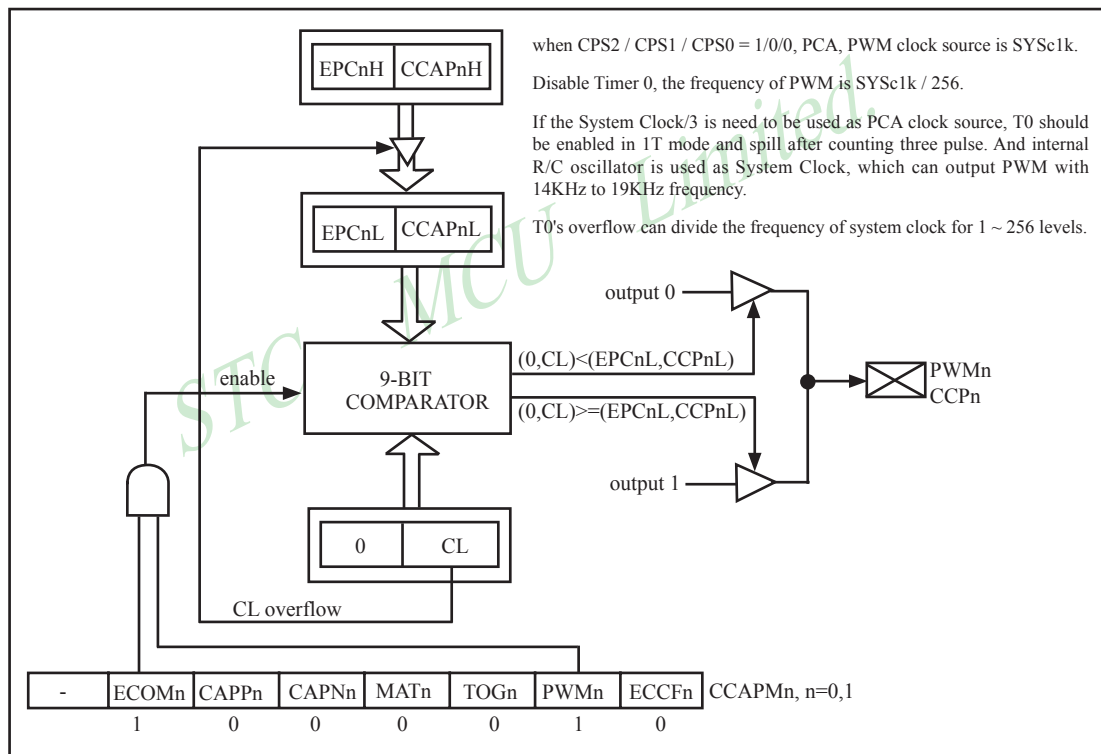 when CPS2 / CPS1 / CPS0 = 1/0/0, PCA, PWM clock source is SYSc1k.
Disable Timer 0, the frequency of PWM is SYSc1k / 256.
If the System Clock/3 is need to be used as PCA clock source, T0 should
be enabled in 1T mode and spill after counting three pulse. And internal
R/C oscillator is used as System Clock, which can output PWM with
14KHz to 19KHz frequency.
T0's overflow can divide the frequency of system clock for 1 ~ 256 levels.
EPCnH CCAPnH
EPCnL CCAPnL
output 0
(0,CL)<(EPCnL,CCPnL)
enable
9-BIT
COMPARATOR
(0,CL)>=(EPCnL,CCPnL)
PWMn
CCPn
output 1
0 CL
CL overflow
- ECOMn CAPPn CAPNn MATn TOGn PWMn ECCFn CCAPMn, n=0,1
1 0 0 0 0 1 0
STC MCU Limited.